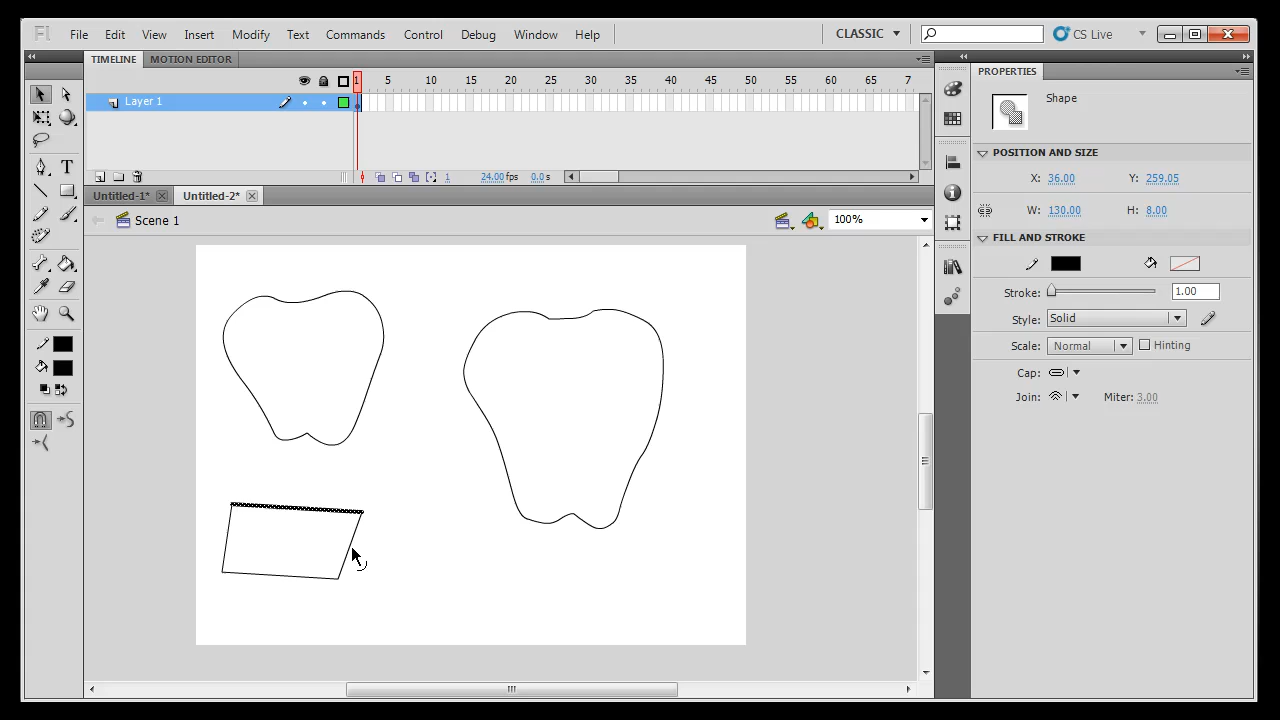 Fl File Edit View Insert Modify Text Commands Control Debug Window Help CLASSIC CS Live
TIMELINE MOTION EDITOR
1 5 10 15 20 25 30 35 40 45 50 55 60 65 7
Layer 1
1 24.00 fps 0.0 s
Untitled-1* Untitled-2*
Scene 1 100%
PROPERTIES
Shape
POSITION AND SIZE
X: 36.00 Y: 259.05
W: 130.00 H: 8.00
FILL AND STROKE
Stroke: 1.00
Style: Solid
Scale: Normal Hinting
Cap:
Join: Miter: 3.00